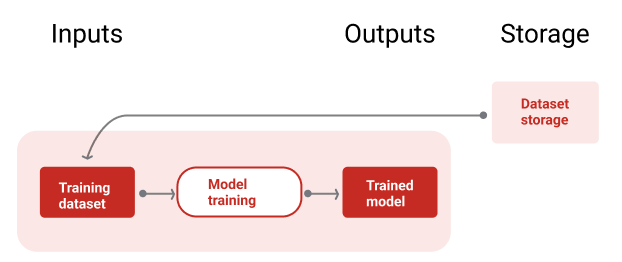 Inputs
Outputs
Storage
Dataset
storage
Training
dataset
Model
training
Trained
model